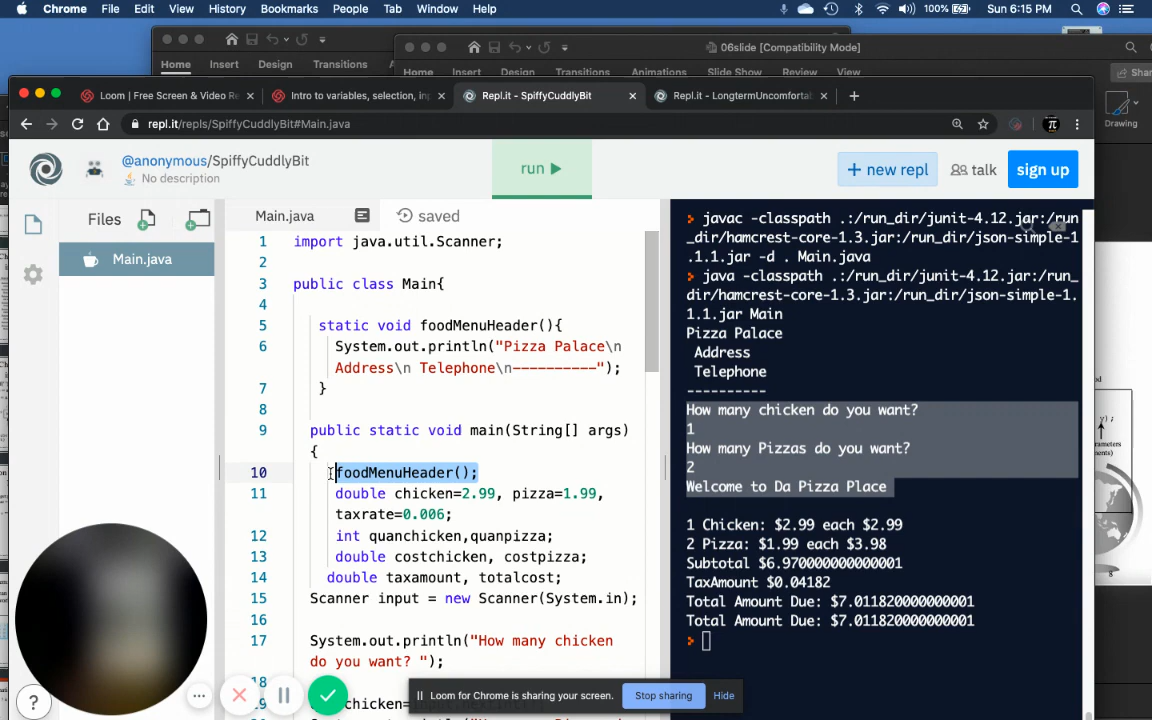 Chrome File Edit View History Bookmarks People Tab Window Help 100% Sun 6:15 PM
06slide [Compatibility Mode]
Home Insert Design Transitions
Home Insert Design Transitions Animations Slide Show Review View Shar
Loom | Free Screen & Video Re Intro to variables, selection, inp Repl.it - SpiffyCuddlyBit Repl.it - LongtermUncomforta
repl.it/repls/SpiffyCuddlyBit#Main.java
Drawing
@anonymous/SpiffyCuddlyBit
No description
run
+ new repl
talk
sign up
Files
Main.java
Main.java
saved
1 import java.util.Scanner;
2
3 public class Main{
4
5 static void foodMenuHeader(){
6 System.out.println("Pizza Palace\n
Address\n Telephone\n----------");
7 }
8
9 public static void main(String[] args)
{
10 foodMenuHeader();
11 double chicken=2.99, pizza=1.99,
taxrate=0.006;
12 int quanchicken,quanpizza;
13 double costchicken, costpizza;
14 double taxamount, totalcost;
15 Scanner input = new Scanner(System.in);
16
17 System.out.println("How many chicken
do you want? ");
18
javac -classpath .:/run_dir/junit-4.12.jar:/run
_dir/hamcrest-core-1.3.jar:/run_dir/json-simple-1
.1.1.jar -d . Main.java
java -classpath .:/run_dir/junit-4.12.jar:/run_
dir/hamcrest-core-1.3.jar:/run_dir/json-simple-1.
1.1.jar Main
Pizza Palace
Address
Telephone
----------
How many chicken do you want?
1
How many Pizzas do you want?
2
Welcome to Da Pizza Place
1 Chicken: $2.99 each $2.99
2 Pizza: $1.99 each $3.98
Subtotal $6.970000000000001
TaxAmount $0.04182
Total Amount Due: $7.011820000000001
Total Amount Due: $7.011820000000001
Loom for Chrome is sharing your screen.
Stop sharing
Hide
?
8